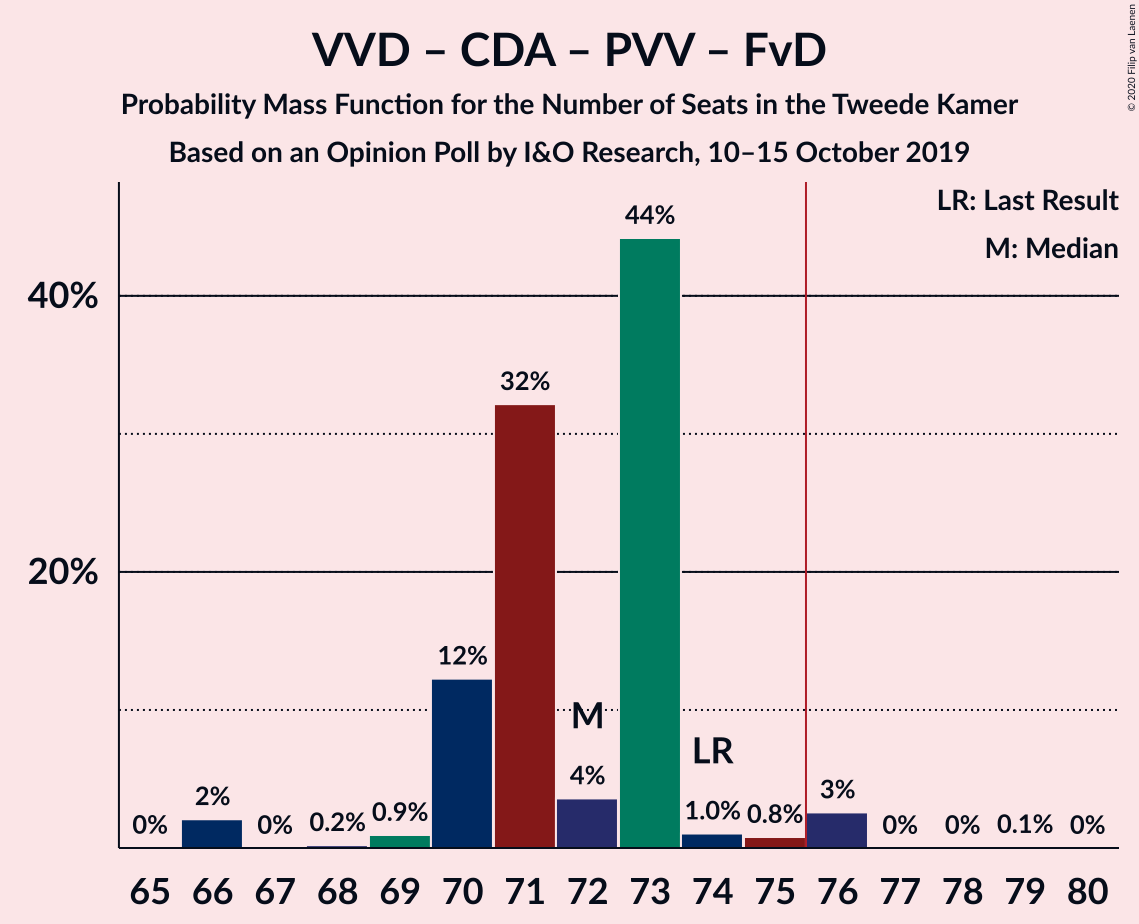 VVD – CDA – PVV – FvD
Probability Mass Function for the Number of Seats in the Tweede Kamer
Based on an Opinion Poll by I&O Research, 10–15 October 2019
© 2020 Filip van Laenen
LR: Last Result
M: Median
40%
20%
0%
2%
0%
0.2%
0.9%
12%
32%
M
4%
44%
LR
1.0%
0.8%
3%
0%
0%
0.1%
0%
65 66 67 68 69 70 71 72 73 74 75 76 77 78 79 80